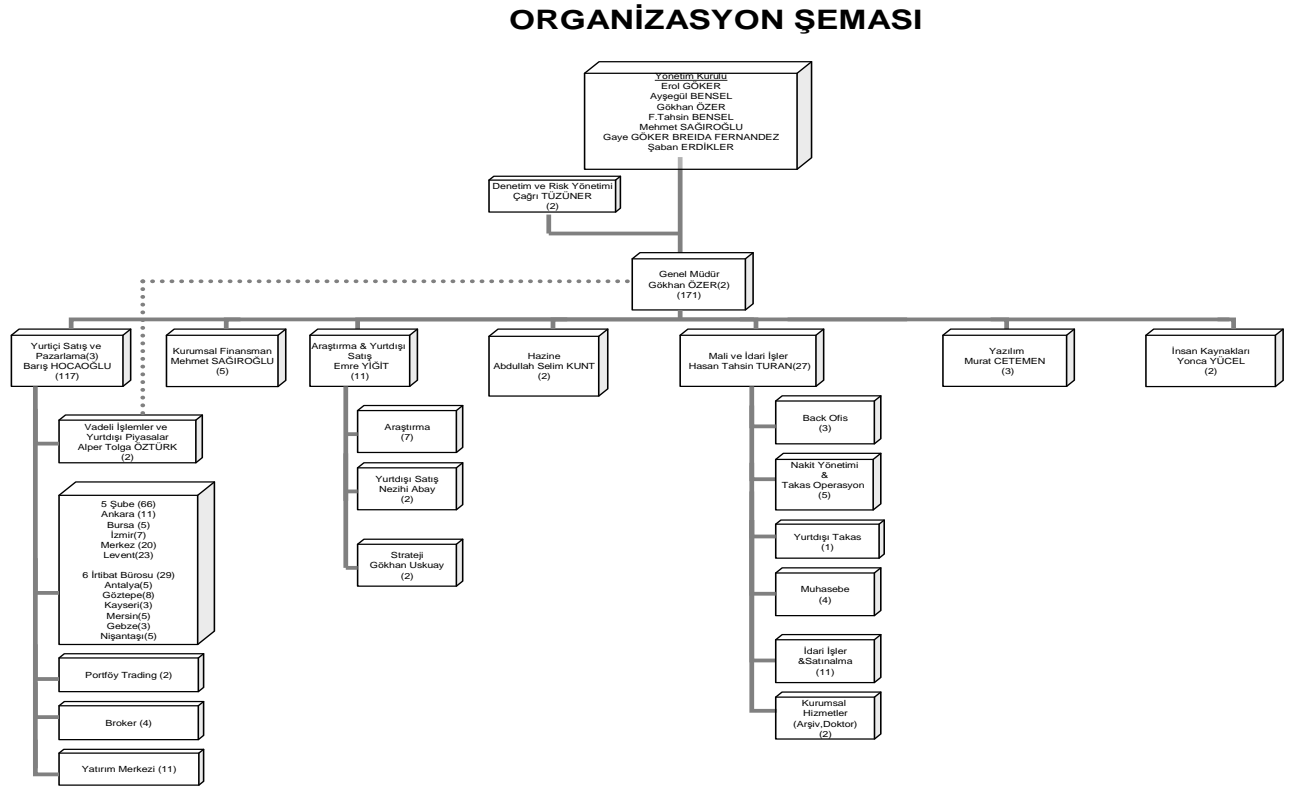 ORGANİZASYON ŞEMASI
Yönetim Kurulu
Erol GÖKER
Ayşegül BENSEL
Gökhan ÖZER
F.Tahsin BENSEL
Mehmet SAĞIROĞLU
Gaye GÖKER BREIDA FERNANDEZ
Şaban ERDİKLER
Denetim ve Risk Yönetimi
Çağrı TÜZÜNER
(2)
Genel Müdür
Gökhan ÖZER(2)
(171)
Yurtiçi Satış ve
Pazarlama(3)
Barış HOCAOĞLU
(117)
Kurumsal Finansman
Mehmet SAĞIROĞLU
(5)
Araştırma & Yurtdışı
Satış
Emre YİĞİT
(11)
Hazine
Abdullah Selim KUNT
(2)
Mali ve İdari İşler
Hasan Tahsin TURAN(27)
Yazılım
Murat CETEMEN
(3)
İnsan Kaynakları
Yonca YÜCEL
(2)
Vadeli İşlemler ve
Yurtdışı Piyasalar
Alper Tolga ÖZTÜRK
(2)
5 Şube (66)
Ankara (11)
Bursa (5)
İzmir(7)
Merkez (20)
Levent(23)
6 İrtibat Bürosu (29)
Antalya(5)
Göztepe(8)
Kayseri(3)
Mersin(5)
Gebze(3)
Nişantaşı(5)
Portföy Trading (2)
Broker (4)
Yatırım Merkezi (11)
Araştırma
(7)
Yurtdışı Satış
Nezihi Abay
(2)
Strateji
Gökhan Uskuay
(2)
Back Ofis
(3)
Nakit Yönetimi
&
Takas Operasyon
(5)
Yurtdışı Takas
(1)
Muhasebe
(4)
İdari İşler
&Satınalma
(11)
Kurumsal
Hizmetler
(Arşiv,Doktor)
(2)